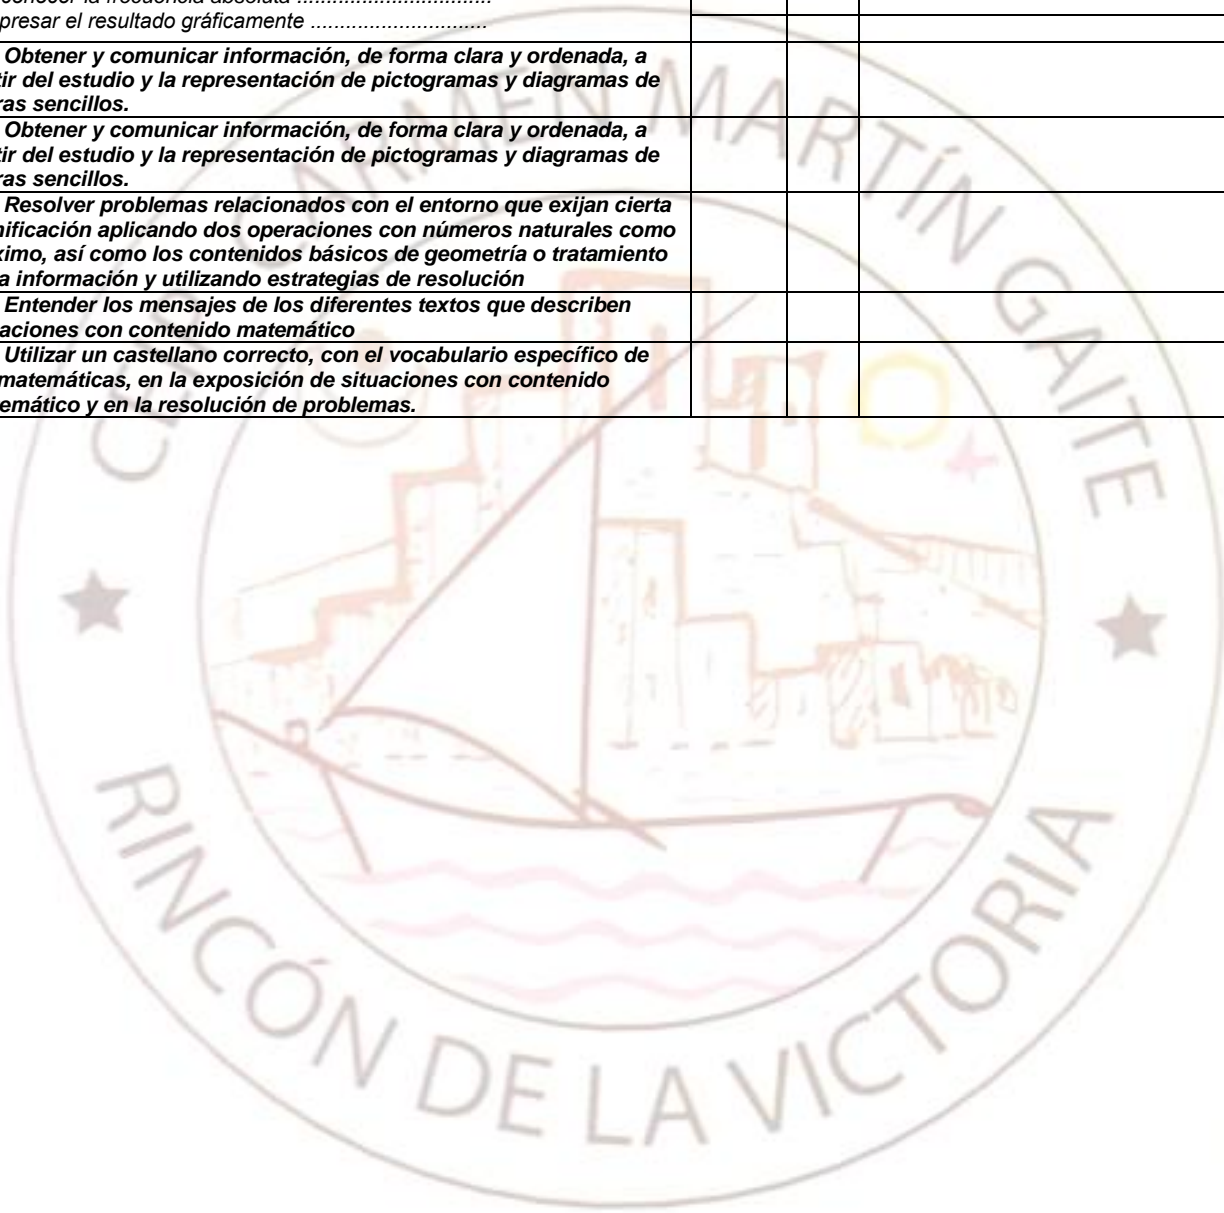 presar el resultado gráficamente ..............................
Obtener y comunicar información, de forma clara y ordenada, a
tir del estudio y la representación de pictogramas y diagramas de
ras sencillos.
Obtener y comunicar información, de forma clara y ordenada, a
tir del estudio y la representación de pictogramas y diagramas de
ras sencillos.
Resolver problemas relacionados con el entorno que exijan cierta
nificación aplicando dos operaciones con números naturales como
ximo, así como los contenidos básicos de geometría o tratamiento
a información y utilizando estrategias de resolución
Entender los mensajes de los diferentes textos que describen
aciones con contenido matemático
Utilizar un castellano correcto, con el vocabulario específico de
matemáticas, en la exposición de situaciones con contenido
emático y en la resolución de problemas.
CEIP CARMEN MARTÍN GAITE
RINCÓN DE LA VICTORIA